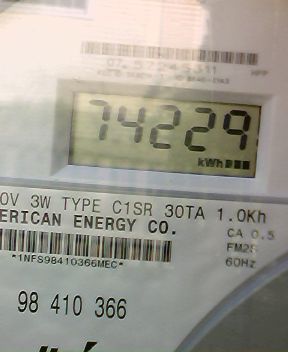 74229
kWh
0V 3W TYPE C1SR 30TA 1.0Kh
ERICAN ENERGY CO.
CA 0.5
*1NFS98410366MEC*
60Hz
98 410 366